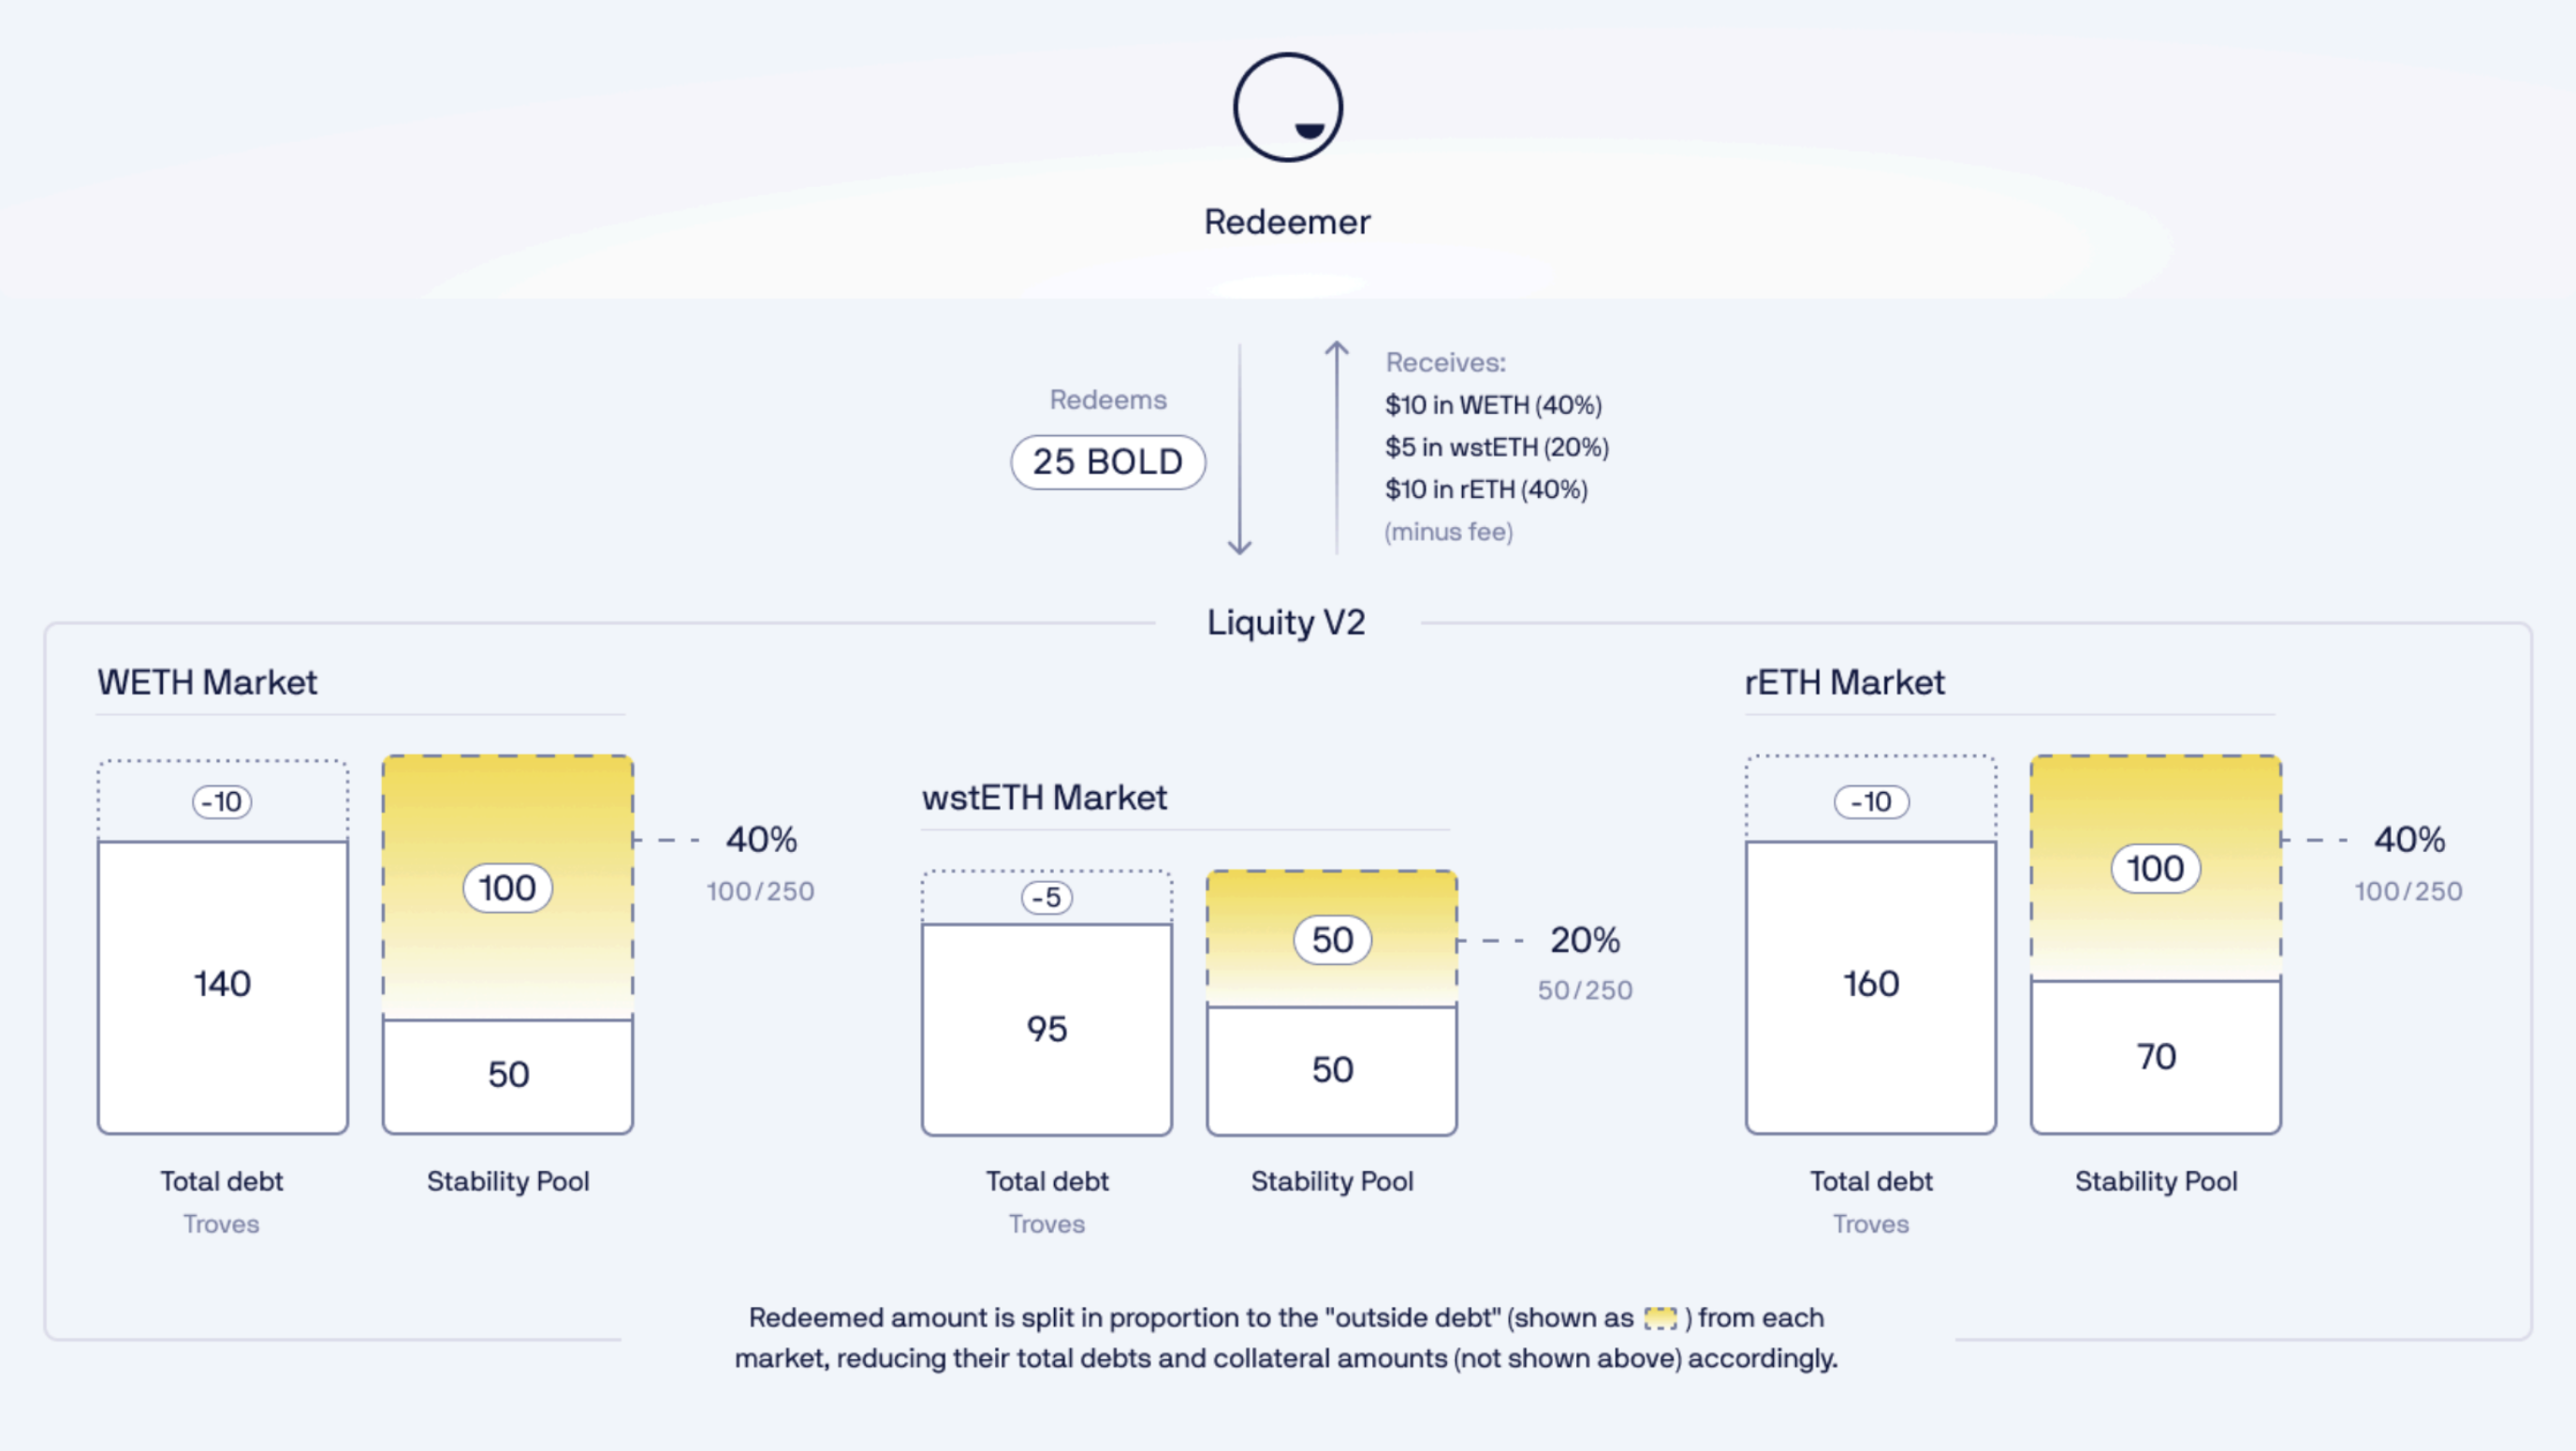 Redeemer
Redeems
25 BOLD
Receives:
$10 in WETH (40%)
$5 in wstETH (20%)
$10 in rETH (40%)
(minus fee)
Liquity V2
WETH Market
-10
140
100
50
40%
100/250
Total debt
Troves
Stability Pool
wstETH Market
-5
95
50
50
20%
50/250
Total debt
Troves
Stability Pool
rETH Market
-10
160
100
70
40%
100/250
Total debt
Troves
Stability Pool
Redeemed amount is split in proportion to the "outside debt" (shown as ) from each
market, reducing their total debts and collateral amounts (not shown above) accordingly.